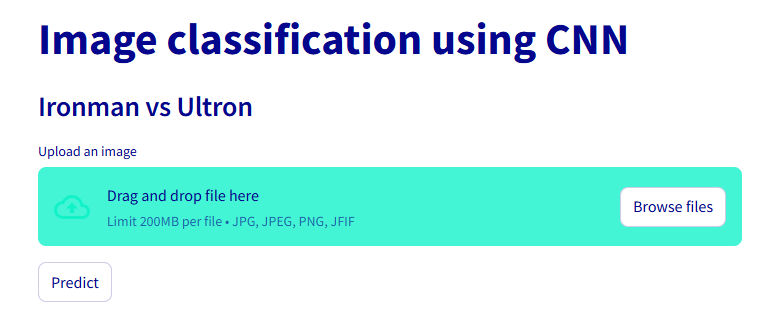 Image classification using CNN
Ironman vs Ultron
Upload an image
Drag and drop file here
Limit 200MB per file • JPG, JPEG, PNG, JFIF
Browse files
Predict